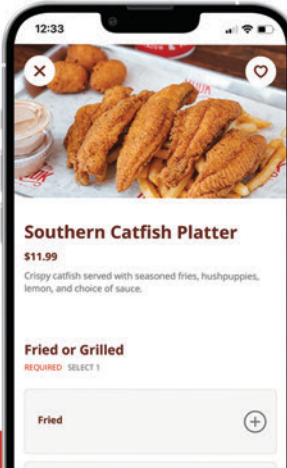 12:33
Southern Catfish Platter
$11.99
Crispy catfish served with seasoned fries, hushpuppies,
lemon, and choice of sauce.
Fried or Grilled
REQUIRED SELECT 1
Fried